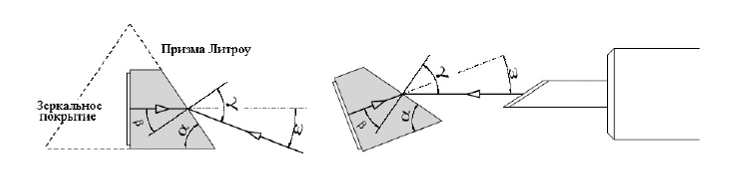 Призма Литроу
Зеркальное
покрытие
γ
β
α
ω
γ
β
α
ω